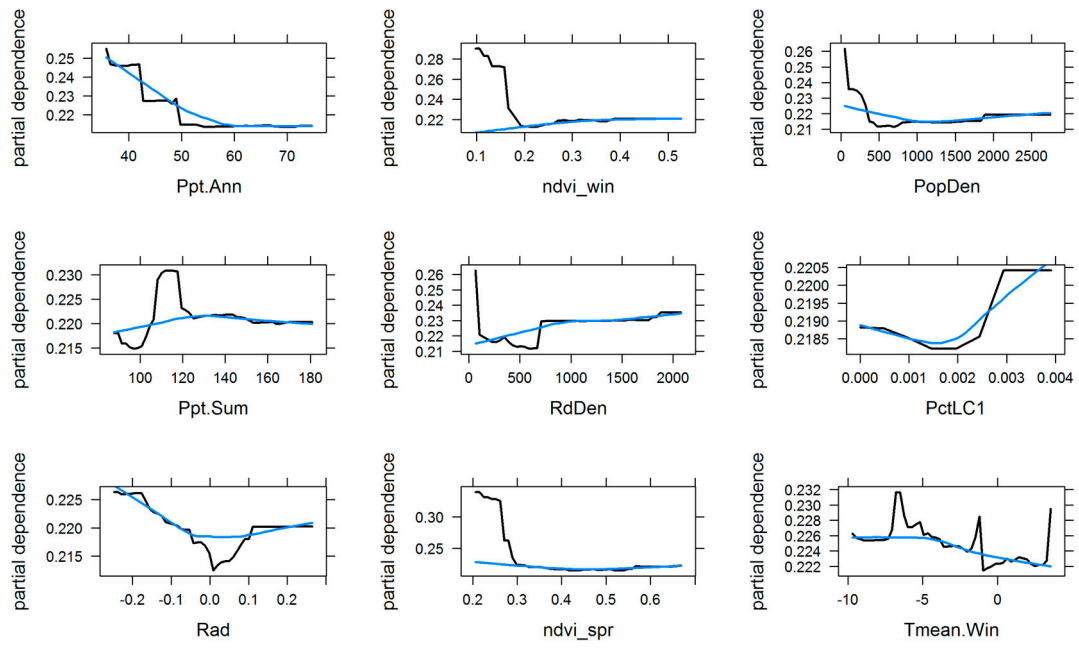 partial dependence
0.25
0.24
0.23
0.22
40 50 60 70
Ppt.Ann
partial dependence
0.28
0.26
0.24
0.22
0.1 0.2 0.3 0.4 0.5
ndvi_win
partial dependence
0.26
0.25
0.24
0.23
0.22
0.21
0 500 1000 1500 2000 2500
PopDen
partial dependence
0.230
0.225
0.220
0.215
100 120 140 160 180
Ppt.Sum
partial dependence
0.26
0.25
0.24
0.23
0.22
0.21
0 500 1000 1500 2000
RdDen
partial dependence
0.2205
0.2200
0.2195
0.2190
0.2185
0.000 0.001 0.002 0.003 0.004
PctLC1
partial dependence
0.225
0.220
0.215
-0.2 -0.1 0.0 0.1 0.2
Rad
partial dependence
0.30
0.25
0.2 0.3 0.4 0.5 0.6
ndvi_spr
partial dependence
0.232
0.230
0.228
0.226
0.224
0.222
-10 -5 0
Tmean.Win